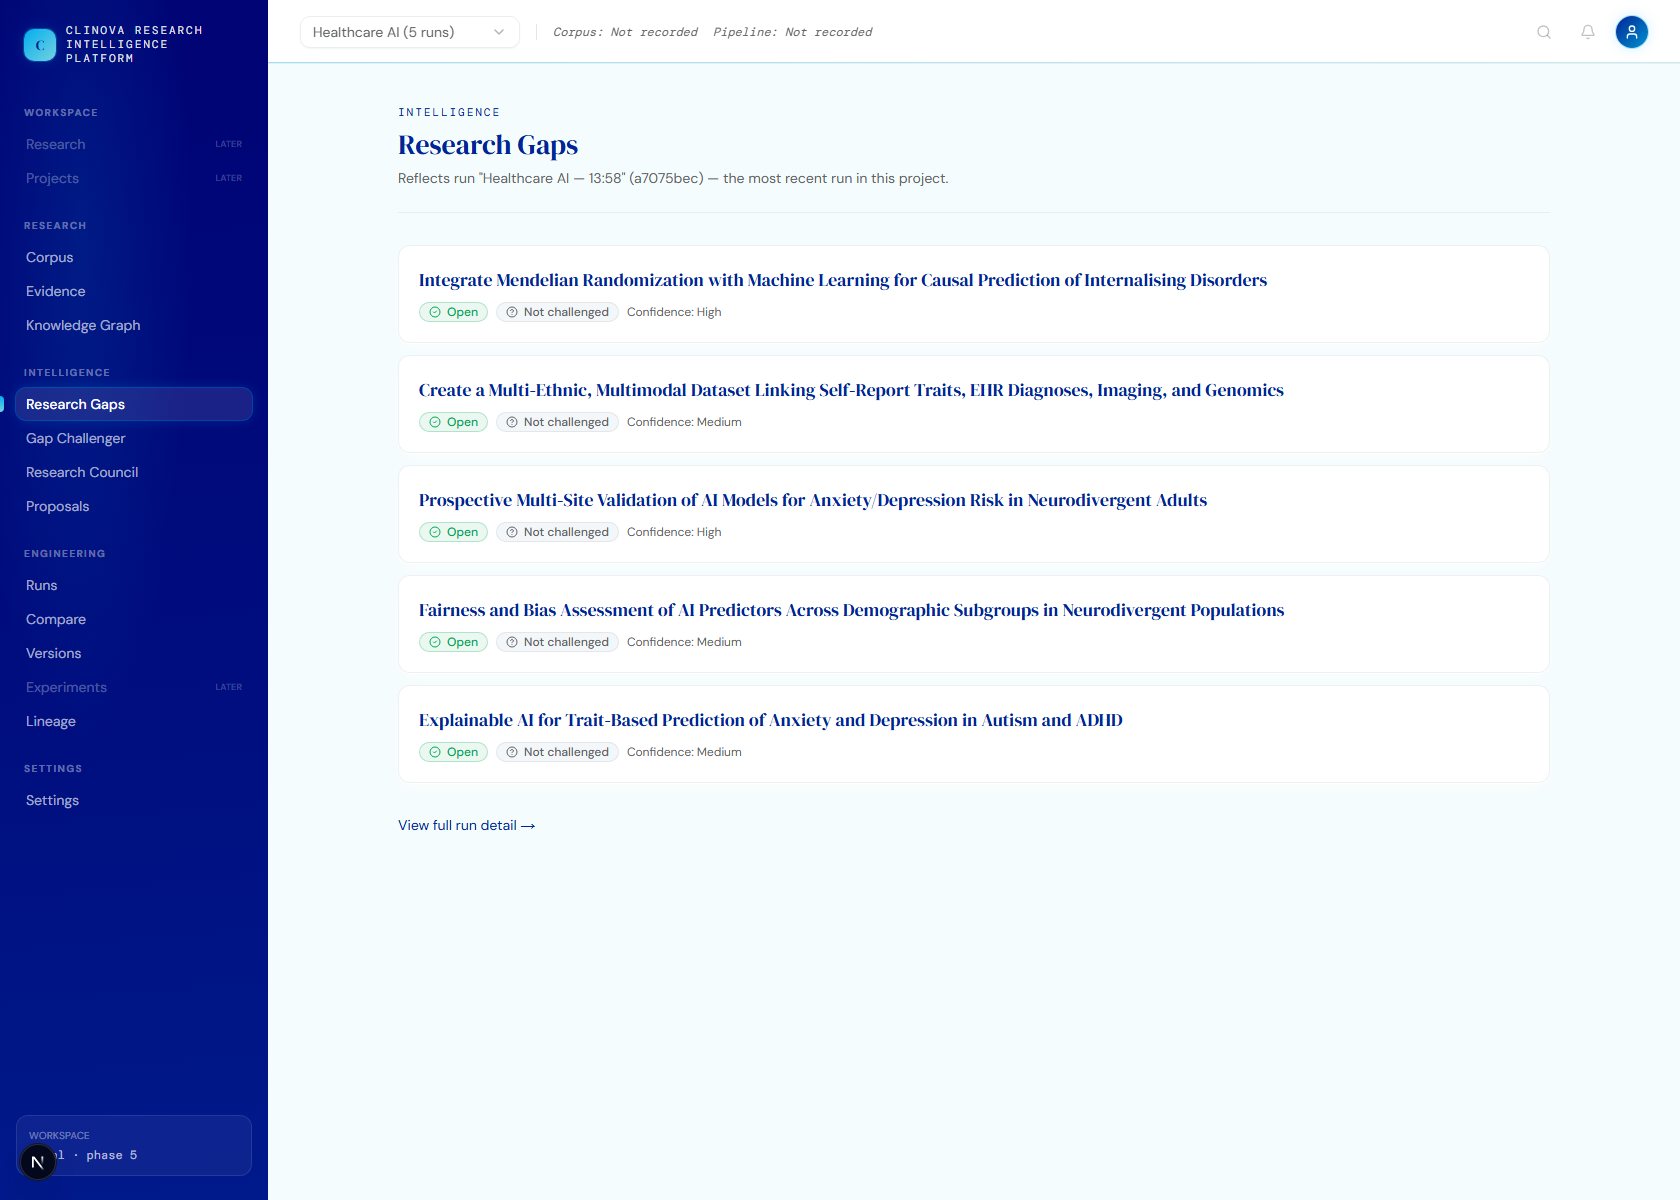 C
CLINOVA RESEARCH
INTELLIGENCE
PLATFORM
WORKSPACE
Research LATER
Projects LATER
RESEARCH
Corpus
Evidence
Knowledge Graph
INTELLIGENCE
Research Gaps
Gap Challenger
Research Council
Proposals
ENGINEERING
Runs
Compare
Versions
Experiments LATER
Lineage
SETTINGS
Settings
WORKSPACE
· phase 5
N
Healthcare AI (5 runs)
Corpus: Not recorded Pipeline: Not recorded
INTELLIGENCE
Research Gaps
Reflects run "Healthcare AI — 13:58" (a7075bec) — the most recent run in this project.
Integrate Mendelian Randomization with Machine Learning for Causal Prediction of Internalising Disorders
Open Not challenged Confidence: High
Create a Multi-Ethnic, Multimodal Dataset Linking Self-Report Traits, EHR Diagnoses, Imaging, and Genomics
Open Not challenged Confidence: Medium
Prospective Multi-Site Validation of AI Models for Anxiety/Depression Risk in Neurodivergent Adults
Open Not challenged Confidence: High
Fairness and Bias Assessment of AI Predictors Across Demographic Subgroups in Neurodivergent Populations
Open Not challenged Confidence: Medium
Explainable AI for Trait-Based Prediction of Anxiety and Depression in Autism and ADHD
Open Not challenged Confidence: Medium
View full run detail →